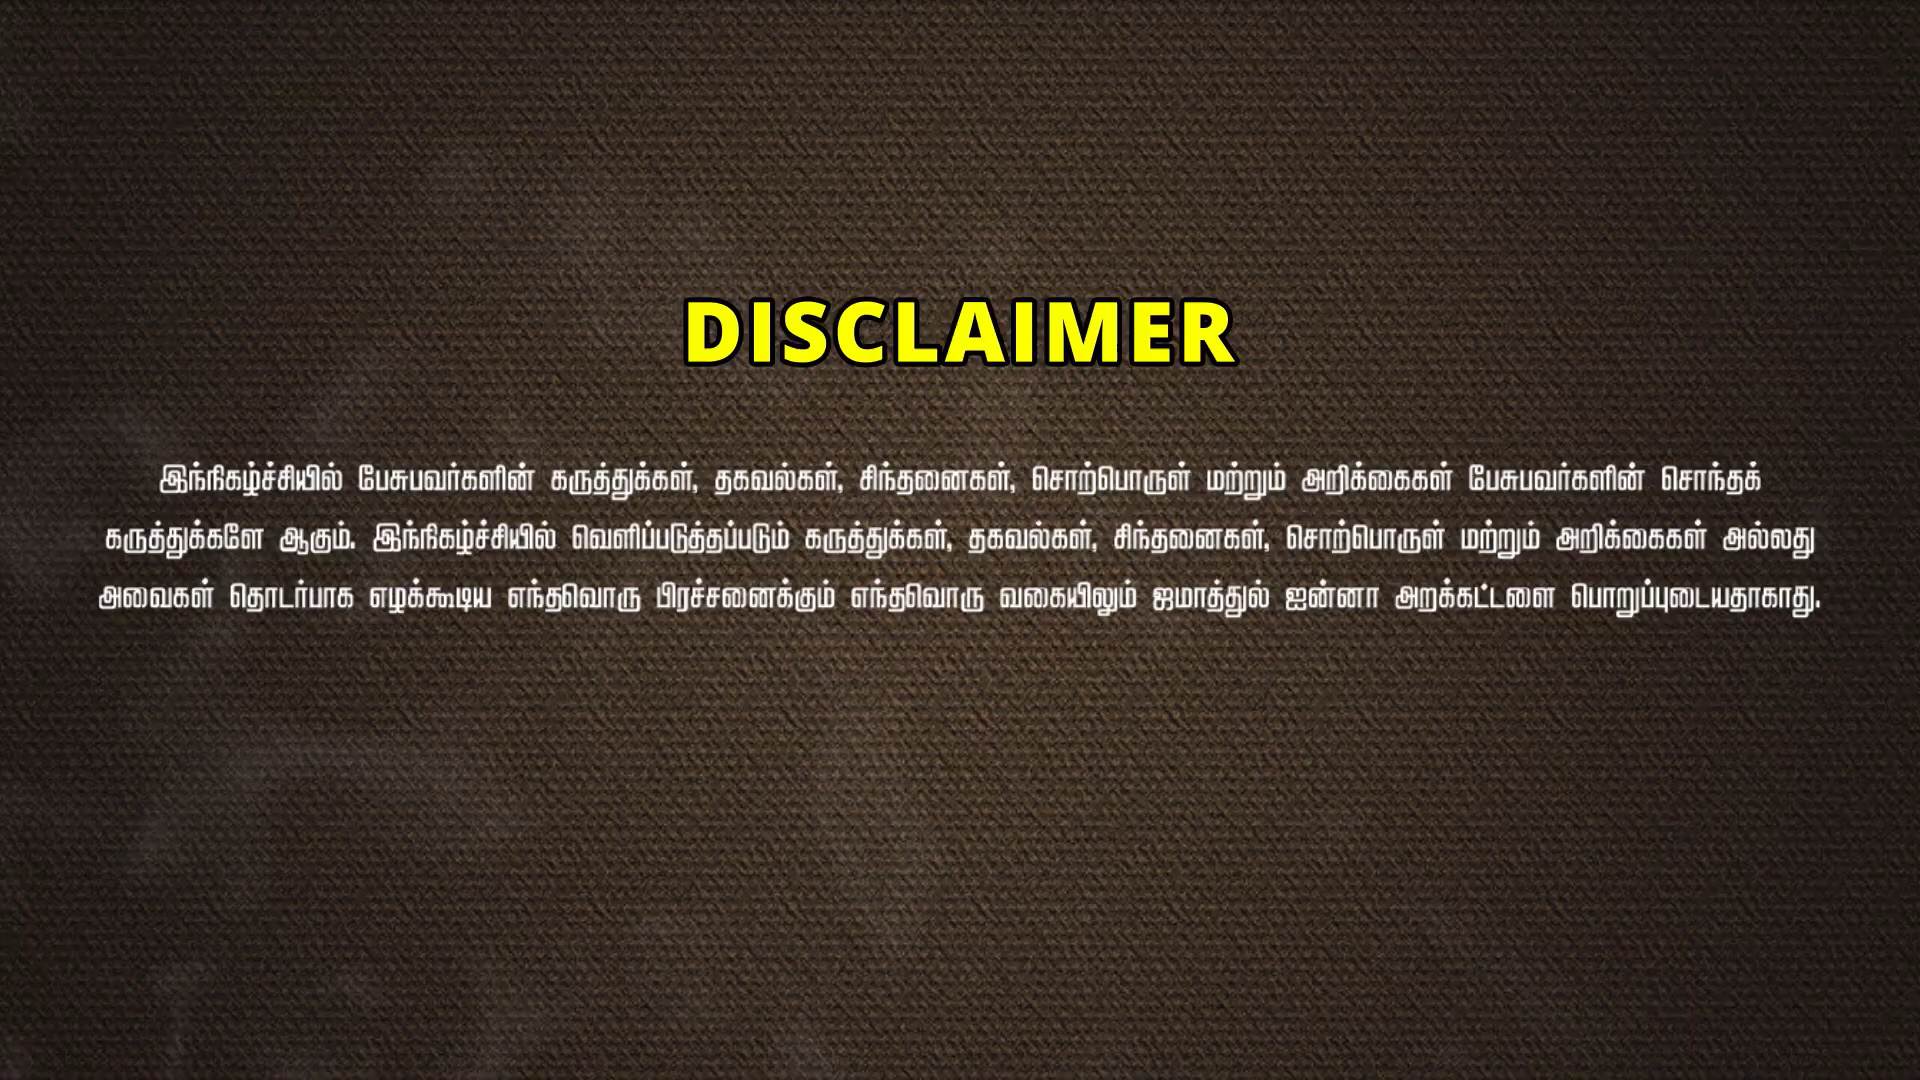 DISCLAIMER
இந்நிகழ்ச்சியில் பேசுபவர்களின் கருத்துக்கள், தகவல்கள், சிந்தனைகள், சொற்பொருள் மற்றும் அறிக்கைகள் பேசுபவர்களின் சொந்தக்
கருத்துக்களே ஆகும். இந்நிகழ்ச்சியில் வெளிப்படுத்தப்படும் கருத்துக்கள், தகவல்கள், சிந்தனைகள், சொற்பொருள் மற்றும் அறிக்கைகள் அல்லது
அவைகள் தொடர்பாக எழக்கூடிய எந்தவொரு பிரச்சனைக்கும் எந்தவொரு வகையிலும் ஜமாத்துல் ஐன்னா அறக்கட்டளை பொறுப்புடையதாகாது.